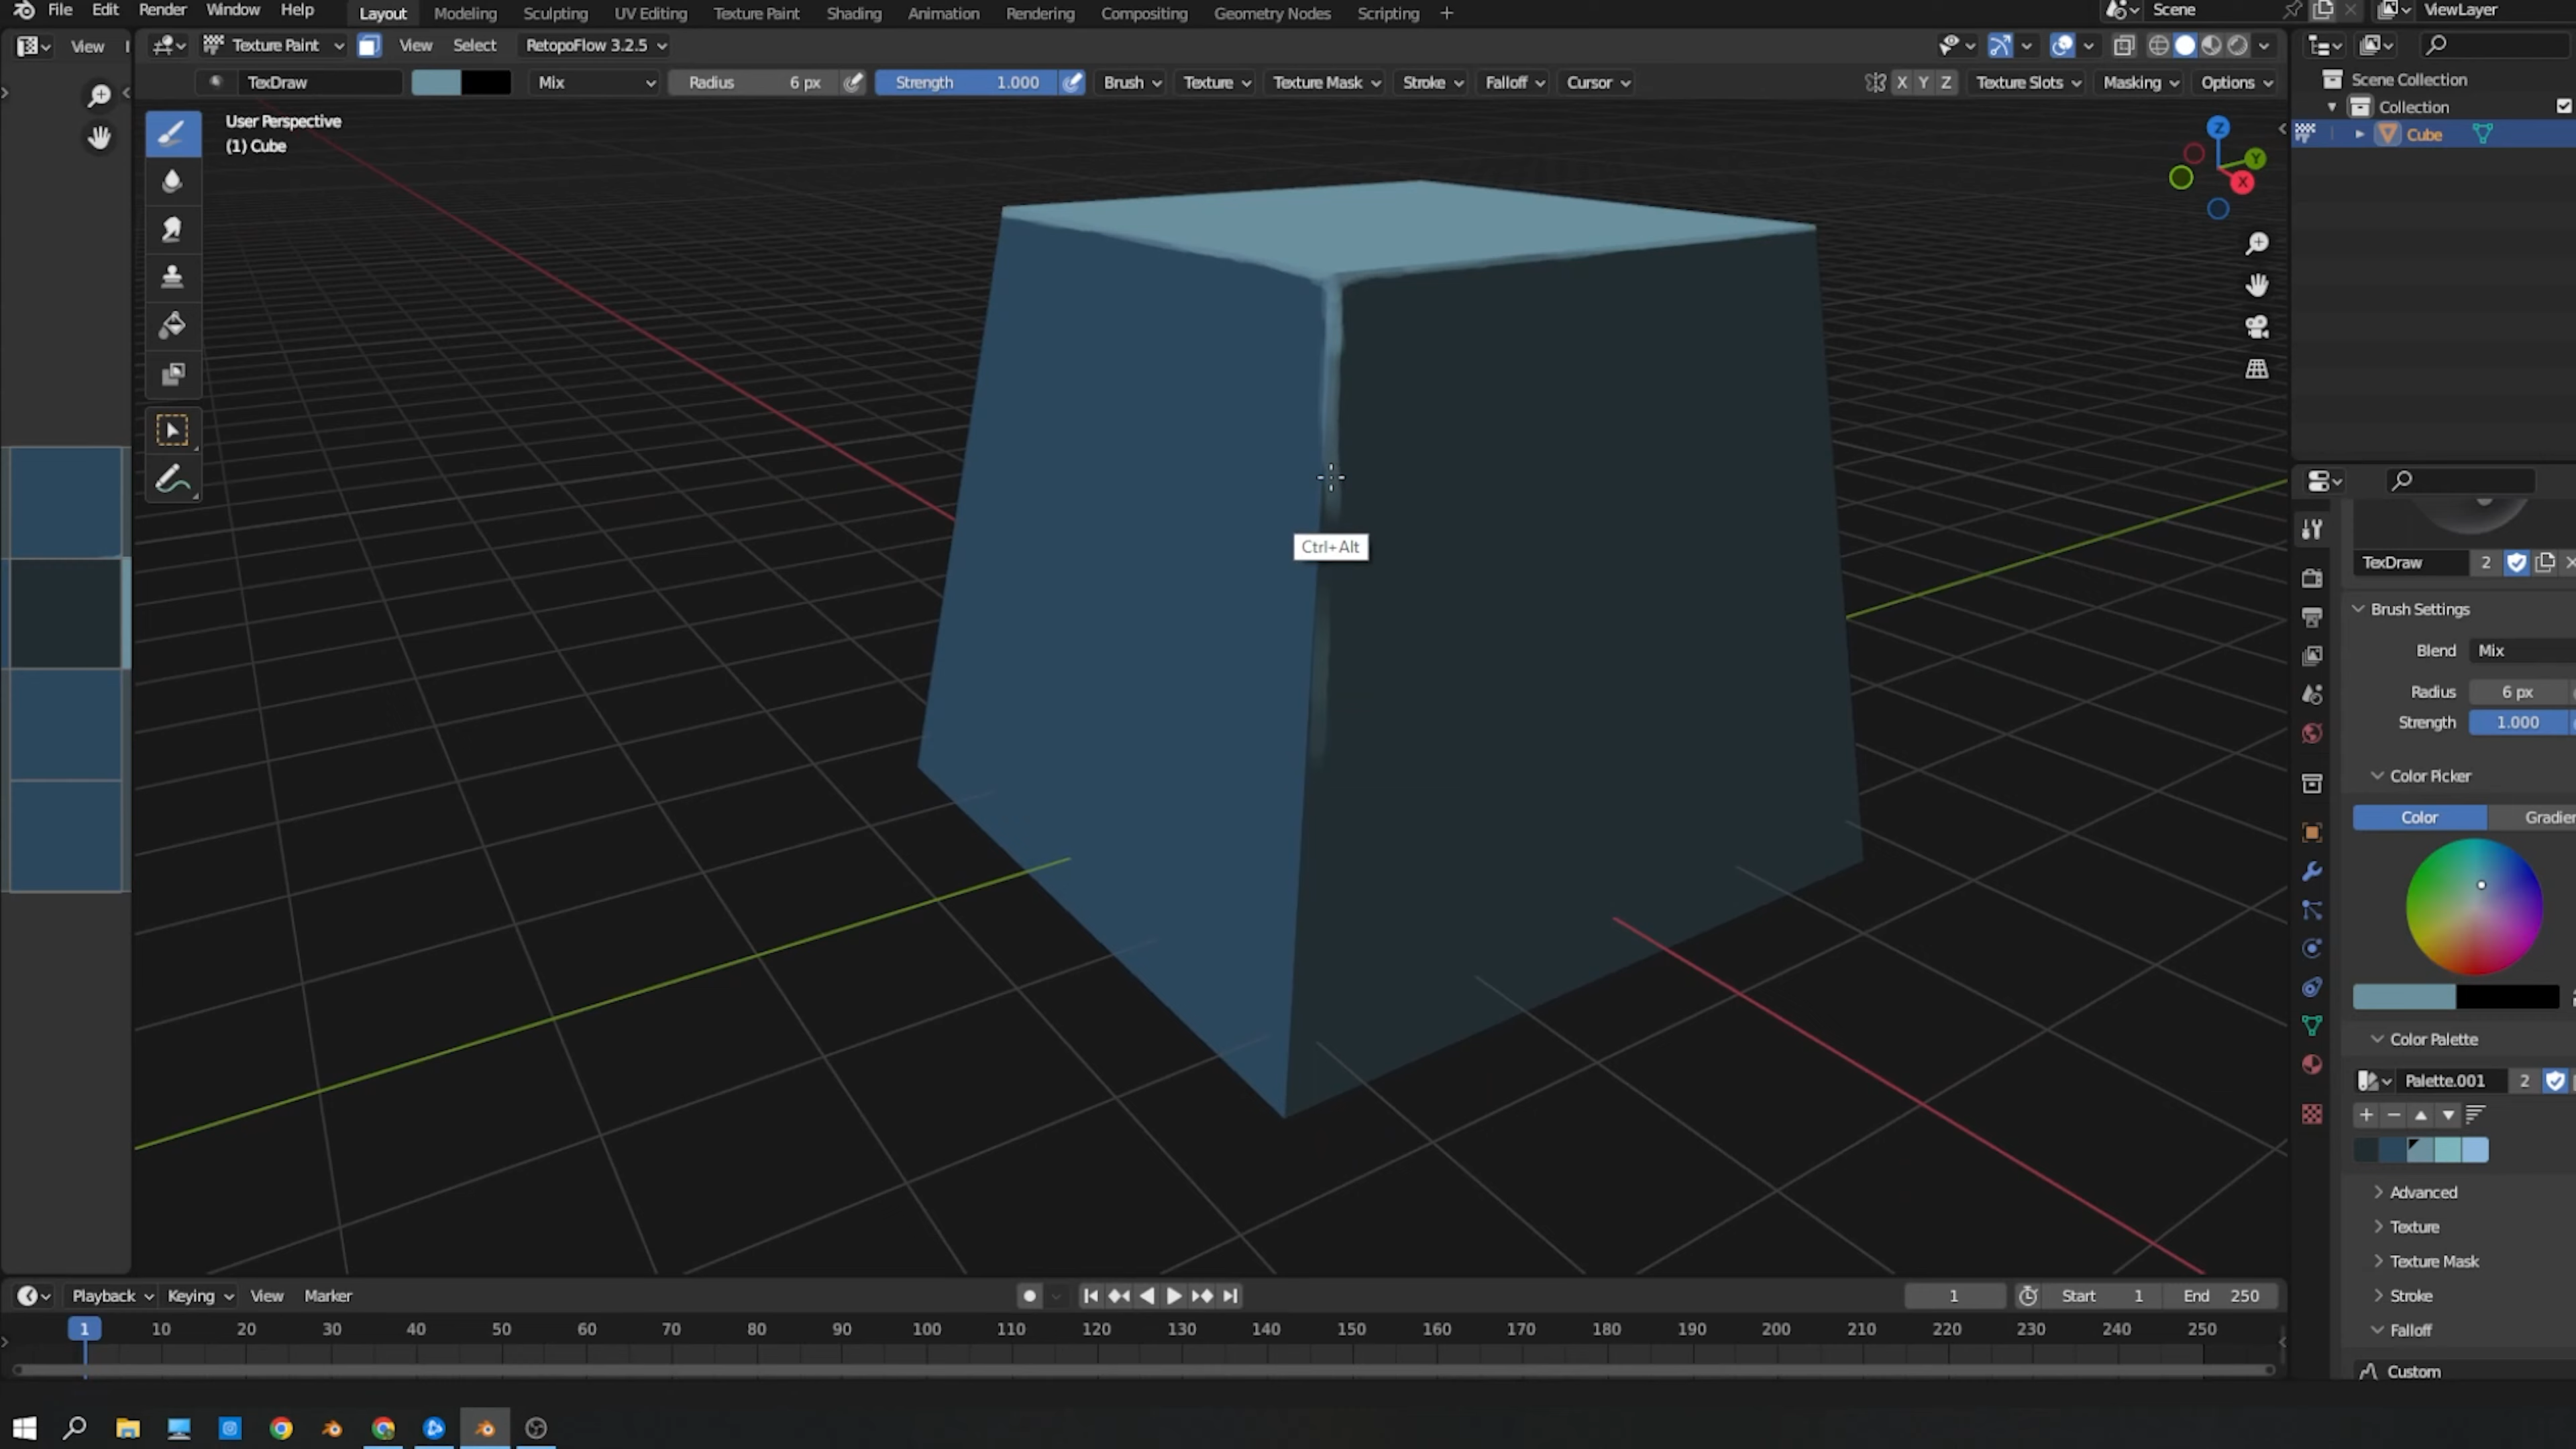 File Edit Render Window Help Layout Modeling Sculpting UV Editing Texture Paint Shading Animation Rendering Compositing Geometry Nodes Scripting + Scene ViewLayer
View Texture Paint View Select RetopoFlow 3.2.5
TexDraw Mix Radius 6 px Strength 1.000 Brush Texture Texture Mask Stroke Falloff Cursor X Y Z Texture Slots Masking Options
Scene Collection
Collection
Cube
User Perspective
(1) Cube
Z
Y
X
Ctrl+Alt
TexDraw 2
Brush Settings
Blend Mix
Radius 6 px
Strength 1.000
Color Picker
Color Gradien
Color Palette
Palette.001 2
Advanced
Texture
Texture Mask
Stroke
Falloff
Custom
Playback Keying View Marker 1 Start 1 End 250
1 10 20 30 40 50 60 70 80 90 100 110 120 130 140 150 160 170 180 190 200 210 220 230 240 250